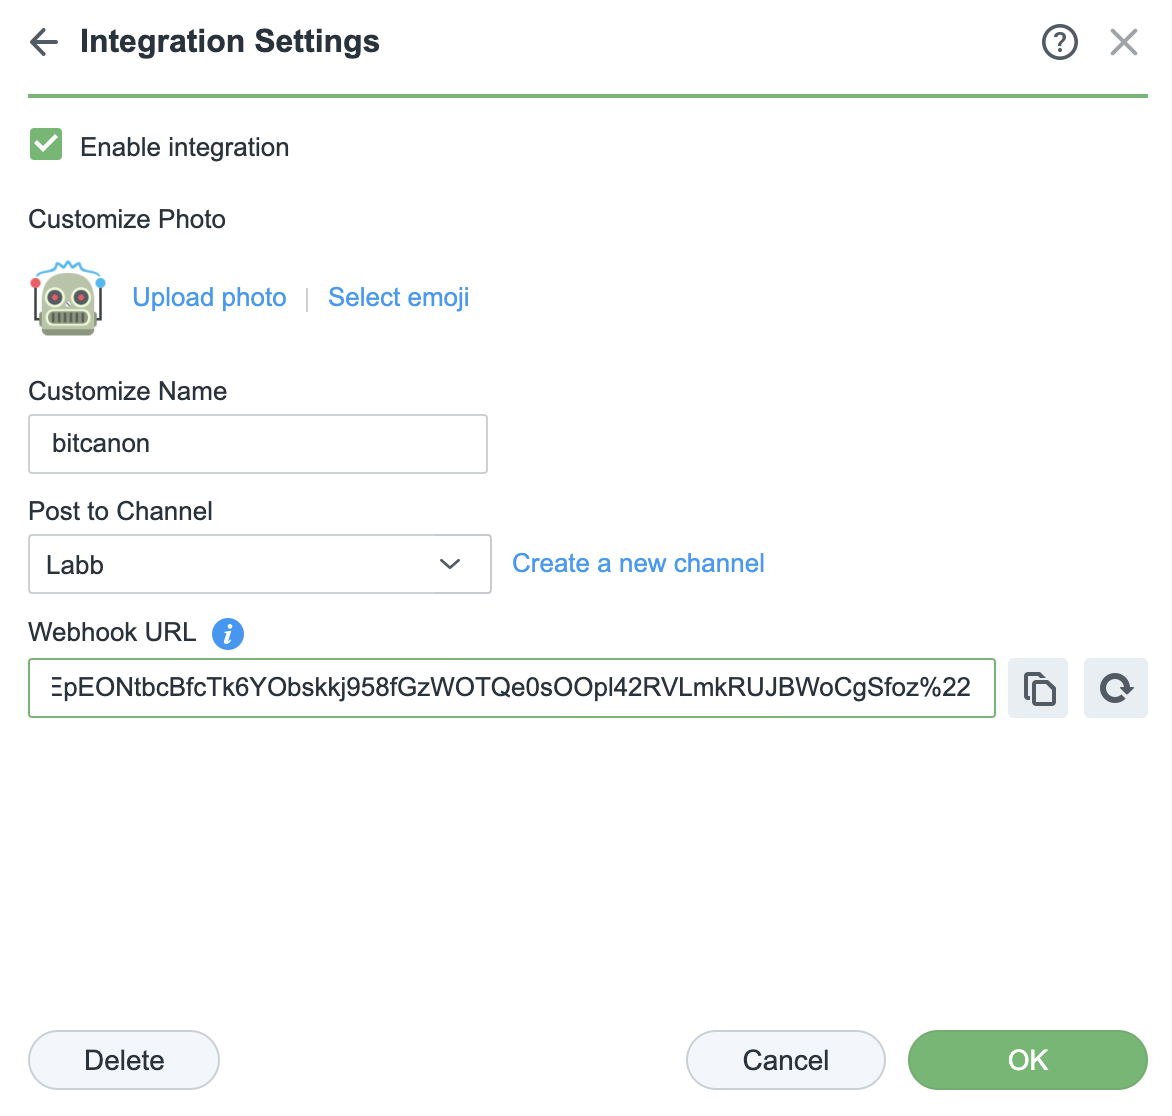 Integration Settings
Enable integration
Customize Photo
Upload photo | Select emoji
Customize Name
bitcanon
Post to Channel
Labb
Create a new channel
Webhook URL
EpEONtbcBfcTk6YObskkj958fGzWOTQe0sOOpl42RVLmkRUJBWoCgSfoz%22
Delete
Cancel
OK